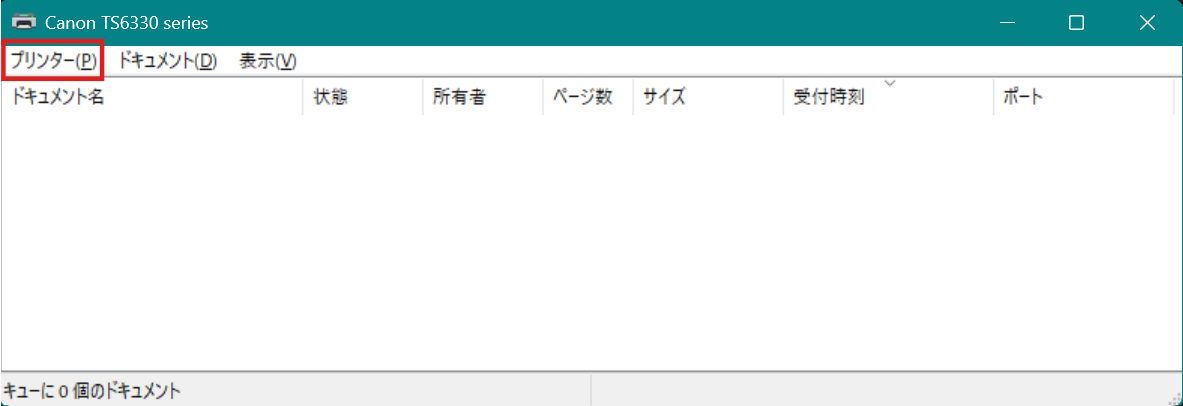 Canon TS6330 series
プリンター(P) ドキュメント(D) 表示(V)
ドキュメント名 状態 所有者 ページ数 サイズ 受付時刻 ポート
キューに 0 個のドキュメント